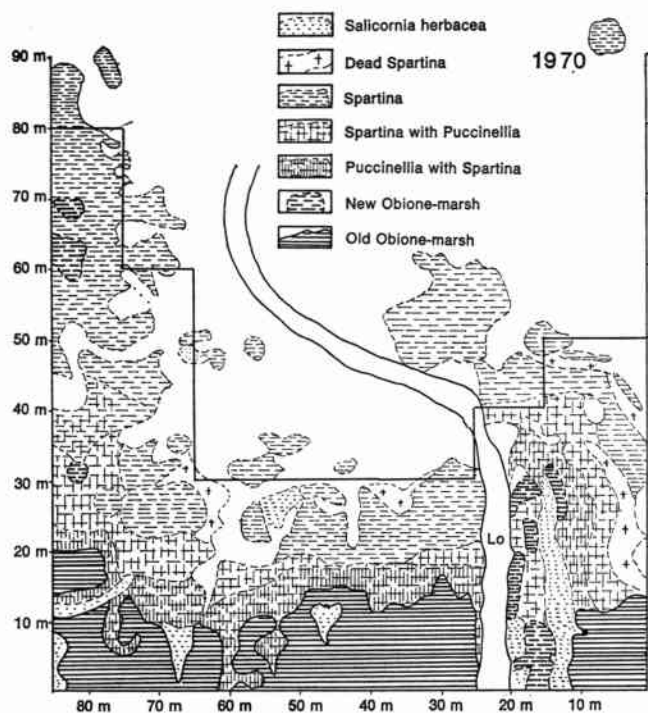 Salicornia herbacea
Dead Spartina
1970
Spartina
Spartina with Puccinellia
Puccinellia with Spartina
New Obione-marsh
Old Obione-marsh
90 m
80 m
70 m
60 m
50 m
40 m
30 m
20 m
10 m
Lo
80 m 70 m 60 m 50 m 40 m 30 m 20 m 10 m